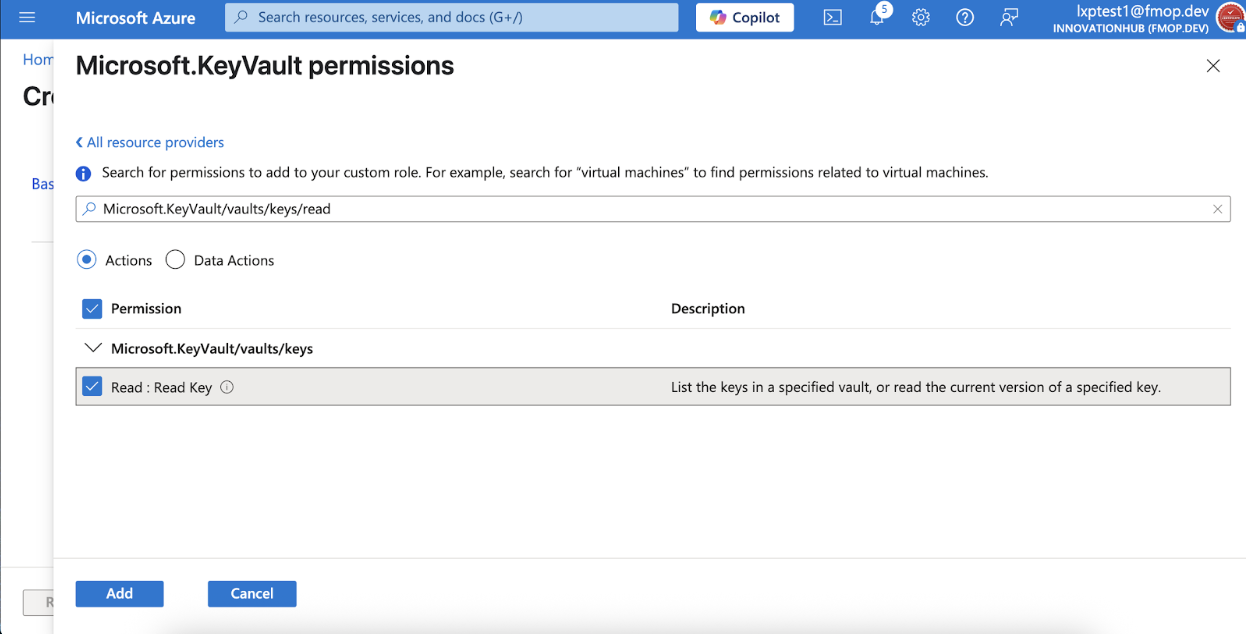 Microsoft Azure
Search resources, services, and docs (G+/)
Copilot
5
lxptest1@fmop.dev
INNOVATIONHUB (FMOP.DEV)
Hom
Microsoft.KeyVault permissions
Cre
All resource providers
Search for permissions to add to your custom role. For example, search for “virtual machines” to find permissions related to virtual machines.
Bas
Microsoft.KeyVault/vaults/keys/read
Actions
Data Actions
Permission
Description
Microsoft.KeyVault/vaults/keys
Read : Read Key
List the keys in a specified vault, or read the current version of a specified key.
Add
Cancel
R